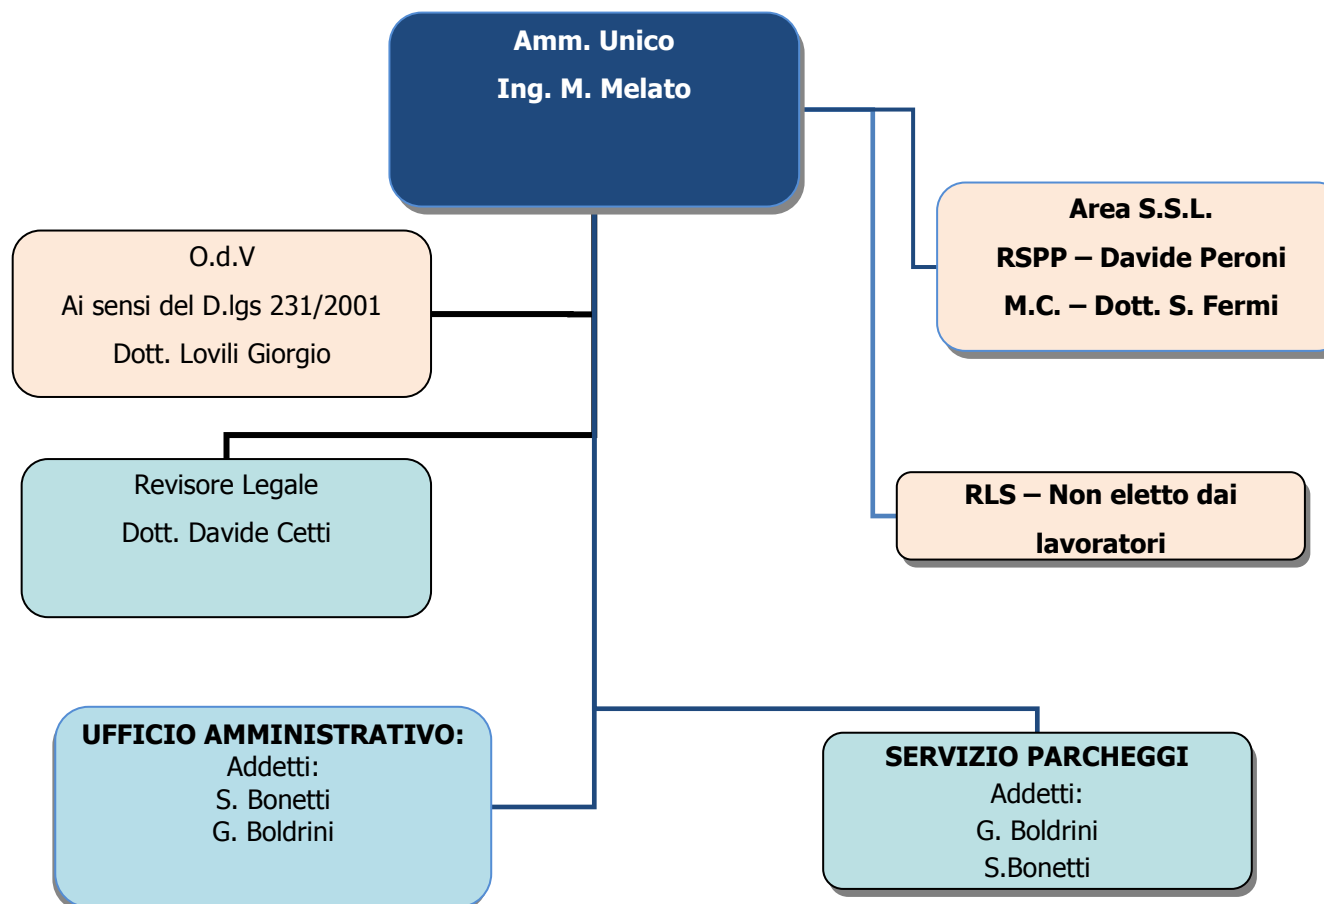 Amm. Unico
Ing. M. Melato
O.d.V
Ai sensi del D.lgs 231/2001
Dott. Lovili Giorgio
Area S.S.L.
RSPP – Davide Peroni
M.C. – Dott. S. Fermi
Revisore Legale
Dott. Davide Cetti
RLS – Non eletto dai
lavoratori
UFFICIO AMMINISTRATIVO:
Addetti:
S. Bonetti
G. Boldrini
SERVIZIO PARCHEGGI
Addetti:
G. Boldrini
S.Bonetti